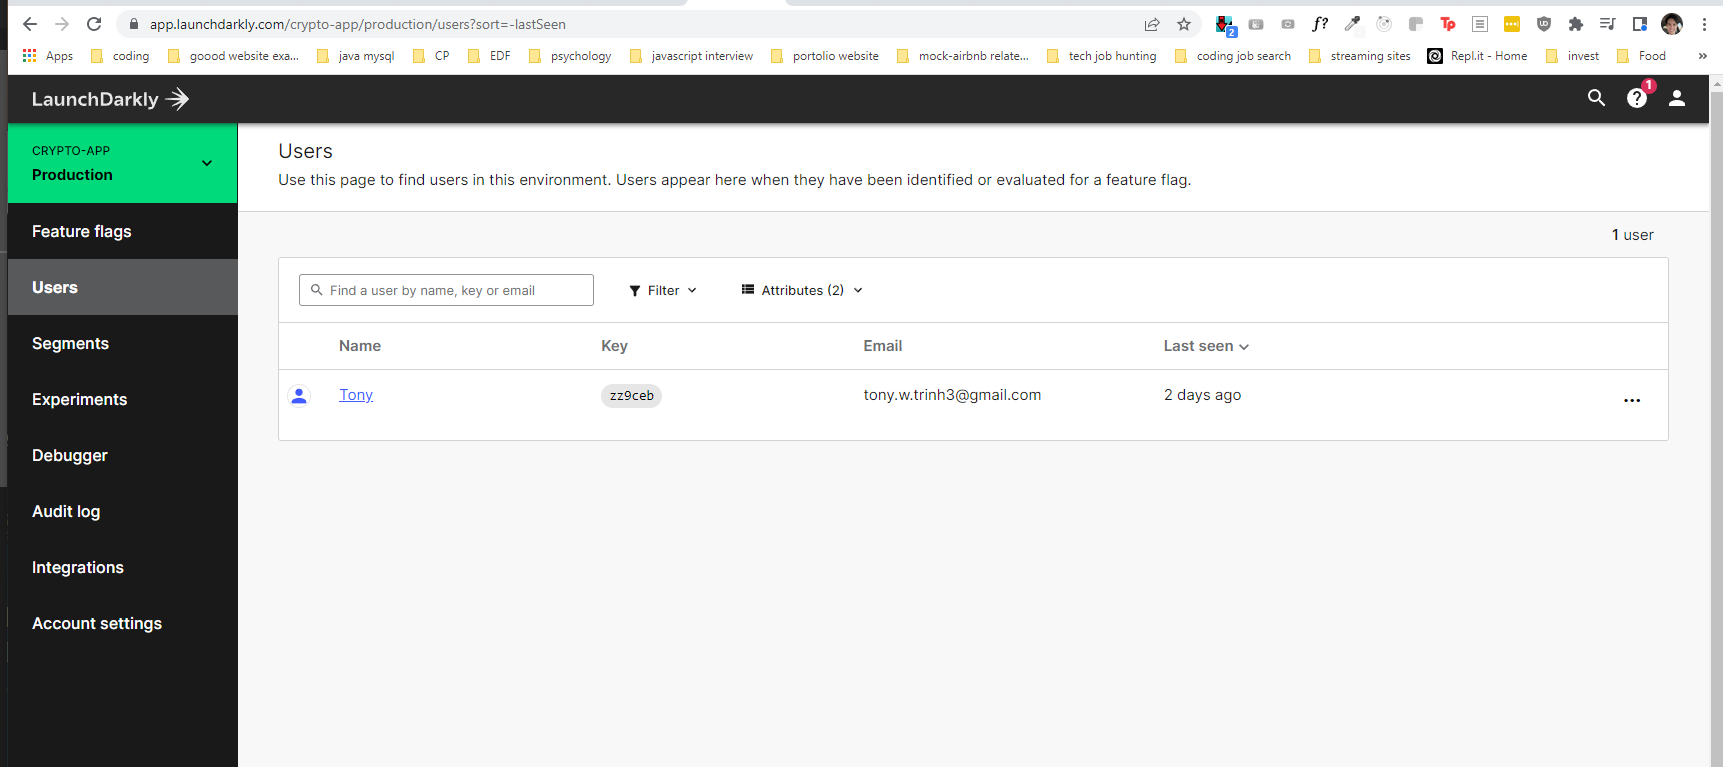 app.launchdarkly.com/crypto-app/production/users?sort=-lastSeen
f?
Tp
2
Apps coding goood website exa... java mysql CP EDF psychology javascript interview portolio website mock-airbnb relate... tech job hunting coding job search streaming sites Repl.it - Home invest Food »
LaunchDarkly
? 1
CRYPTO-APP
Production
Feature flags
Users
Segments
Experiments
Debugger
Audit log
Integrations
Account settings
Users
Use this page to find users in this environment. Users appear here when they have been identified or evaluated for a feature flag.
1 user
Find a user by name, key or email Filter Attributes (2)
Name Key Email Last seen
Tony zz9ceb tony.w.trinh3@gmail.com 2 days ago ...